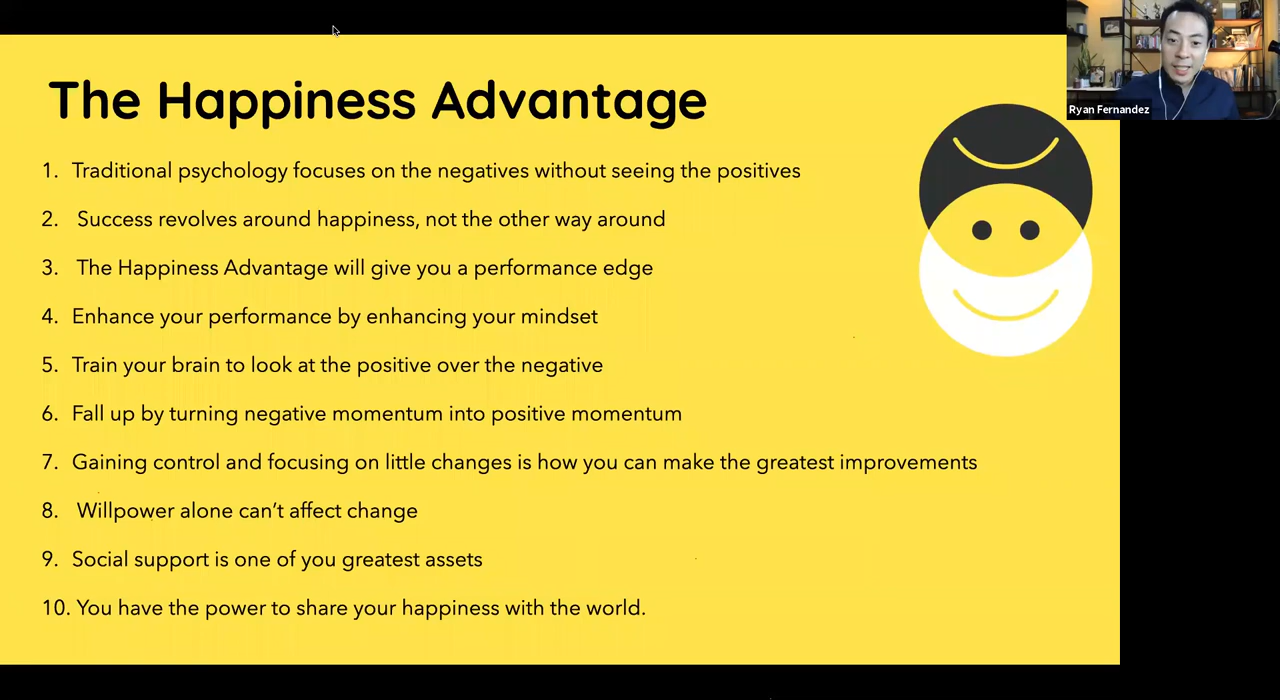 The Happiness Advantage
Ryan Fernandez
1. Traditional psychology focuses on the negatives without seeing the positives
2. Success revolves around happiness, not the other way around
3. The Happiness Advantage will give you a performance edge
4. Enhance your performance by enhancing your mindset
5. Train your brain to look at the positive over the negative
6. Fall up by turning negative momentum into positive momentum
7. Gaining control and focusing on little changes is how you can make the greatest improvements
8. Willpower alone can’t affect change
9. Social support is one of you greatest assets
10. You have the power to share your happiness with the world.